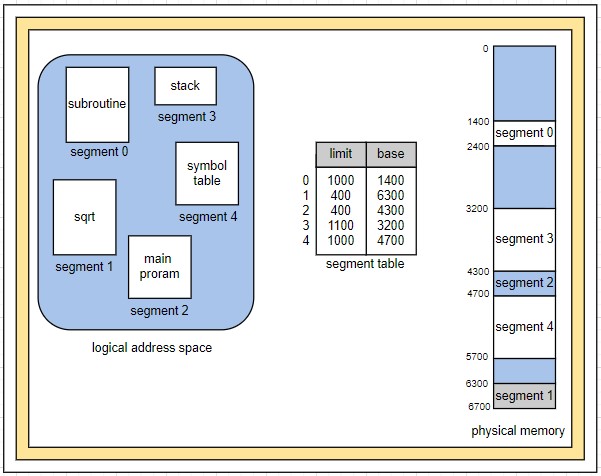 subroutine
segment 0
stack
segment 3
symbol
table
segment 4
sqrt
segment 1
main
proram
segment 2
logical address space
limit base
0 1000 1400
1 400 6300
2 400 4300
3 1100 3200
4 1000 4700
segment table
0
1400
segment 0
2400
3200
segment 3
4300
segment 2
4700
segment 4
5700
6300
segment 1
6700
physical memory